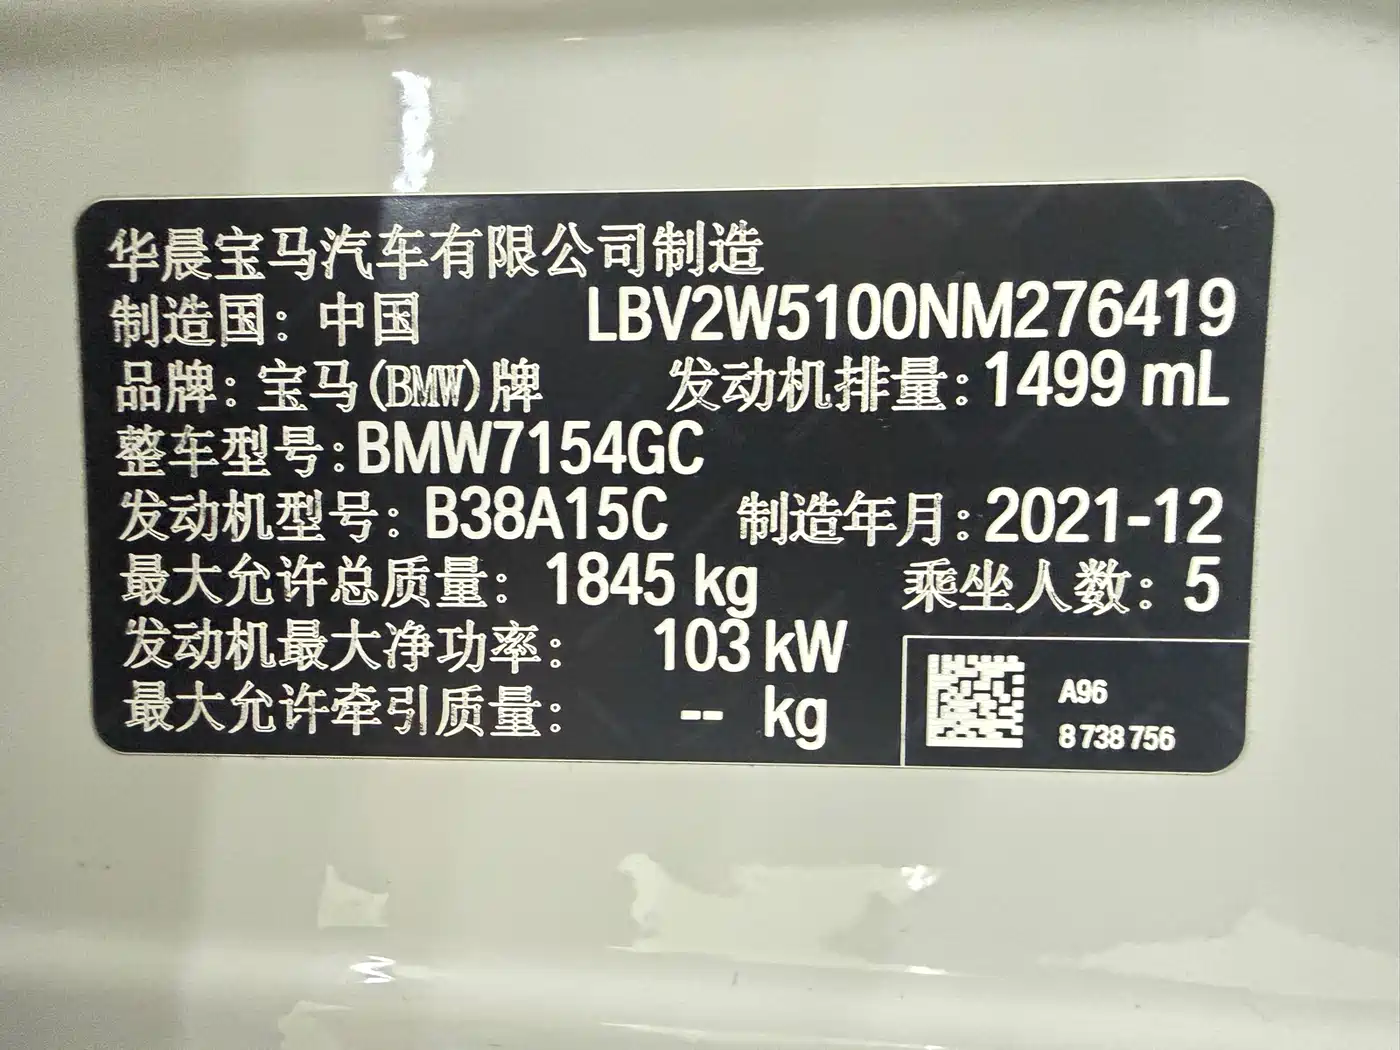 华晨宝马汽车有限公司制造
制造国：中国 LBV2W5100NM276419
品牌：宝马(BMW)牌 发动机排量：1499 mL
整车型号：BMW7154GC
发动机型号：B38A15C 制造年月：2021-12
最大允许总质量：1845 kg 乘坐人数：5
发动机最大净功率：103 kW
最大允许牵引质量：-- kg
A96
8 738 756